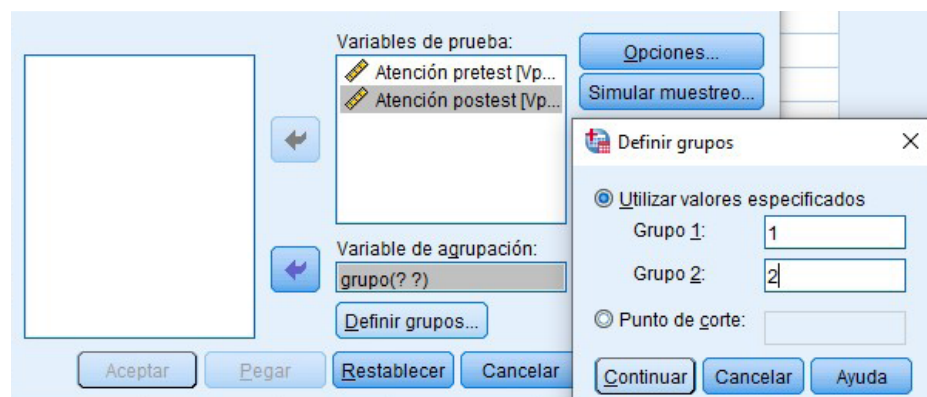 Variables de prueba:
Atención pretest [Vp...
Atención postest [Vp...
Opciones...
Simular muestreo...
Variable de agrupación:
grupo(? ?)
Definir grupos...
Aceptar
Pegar
Restablecer
Cancelar
Definir grupos
Utilizar valores especificados
Grupo 1: 1
Grupo 2: 2
Punto de corte:
Continuar
Cancelar
Ayuda